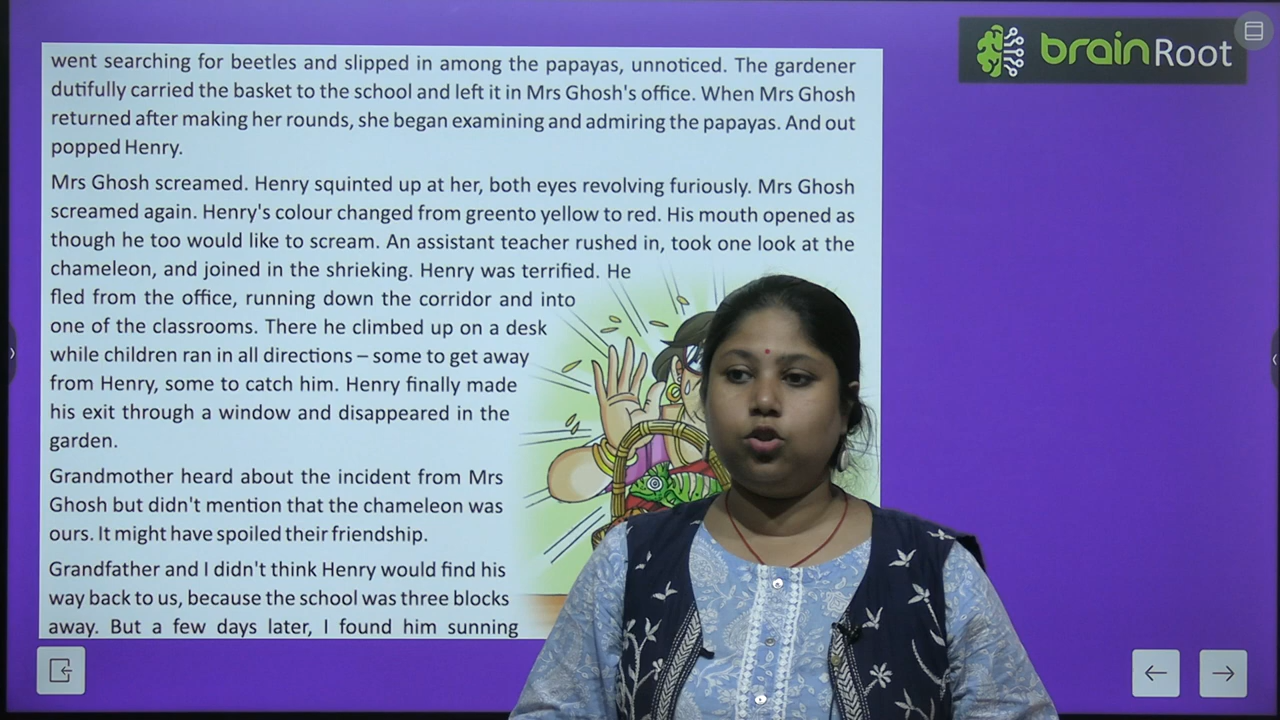 brainRoot
went searching for beetles and slipped in among the papayas, unnoticed. The gardener
dutifully carried the basket to the school and left it in Mrs Ghosh's office. When Mrs Ghosh
returned after making her rounds, she began examining and admiring the papayas. And out
popped Henry.
Mrs Ghosh screamed. Henry squinted up at her, both eyes revolving furiously. Mrs Ghosh
screamed again. Henry's colour changed from greento yellow to red. His mouth opened as
though he too would like to scream. An assistant teacher rushed in, took one look at the
chameleon, and joined in the shrieking. Henry was terrified. He
fled from the office, running down the corridor and into
one of the classrooms. There he climbed up on a desk
while children ran in all directions – some to get away
from Henry, some to catch him. Henry finally made
his exit through a window and disappeared in the
garden.
Grandmother heard about the incident from Mrs
Ghosh but didn't mention that the chameleon was
ours. It might have spoiled their friendship.
Grandfather and I didn't think Henry would find his
way back to us, because the school was three blocks
away. But a few days later, I found him sunning